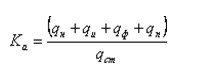 K_a = (q_н + q_и + q_ф + q_п) / q_ст